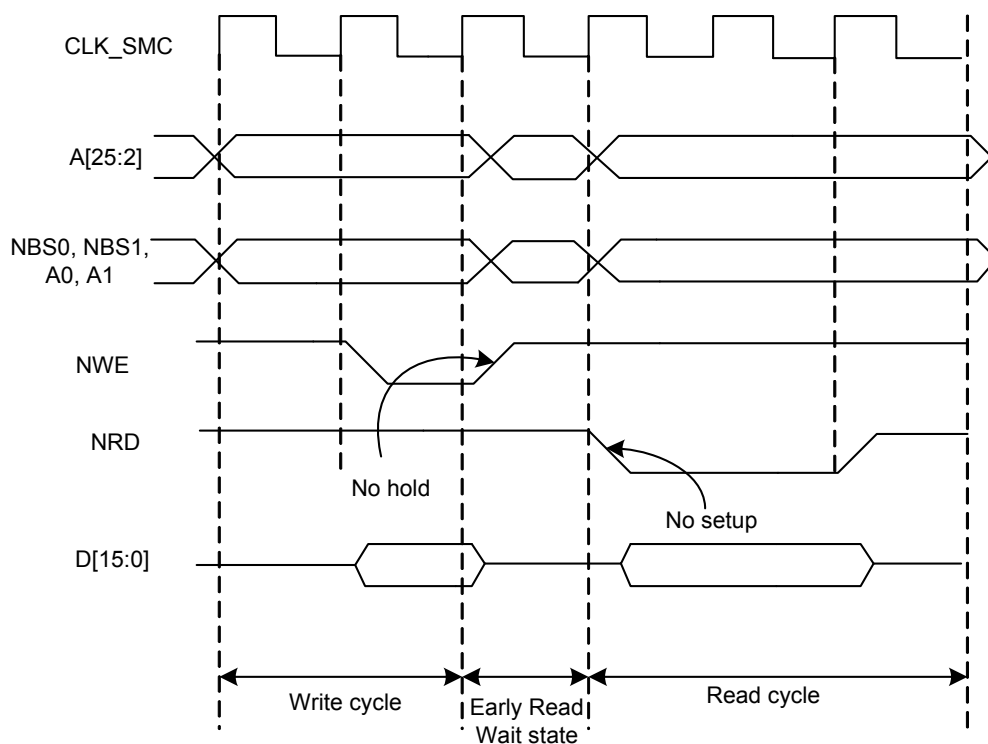 CLK_SMC
A[25:2]
NBS0, NBS1,
A0, A1
NWE
NRD
No hold
No setup
D[15:0]
Write cycle
Early Read
Wait state
Read cycle